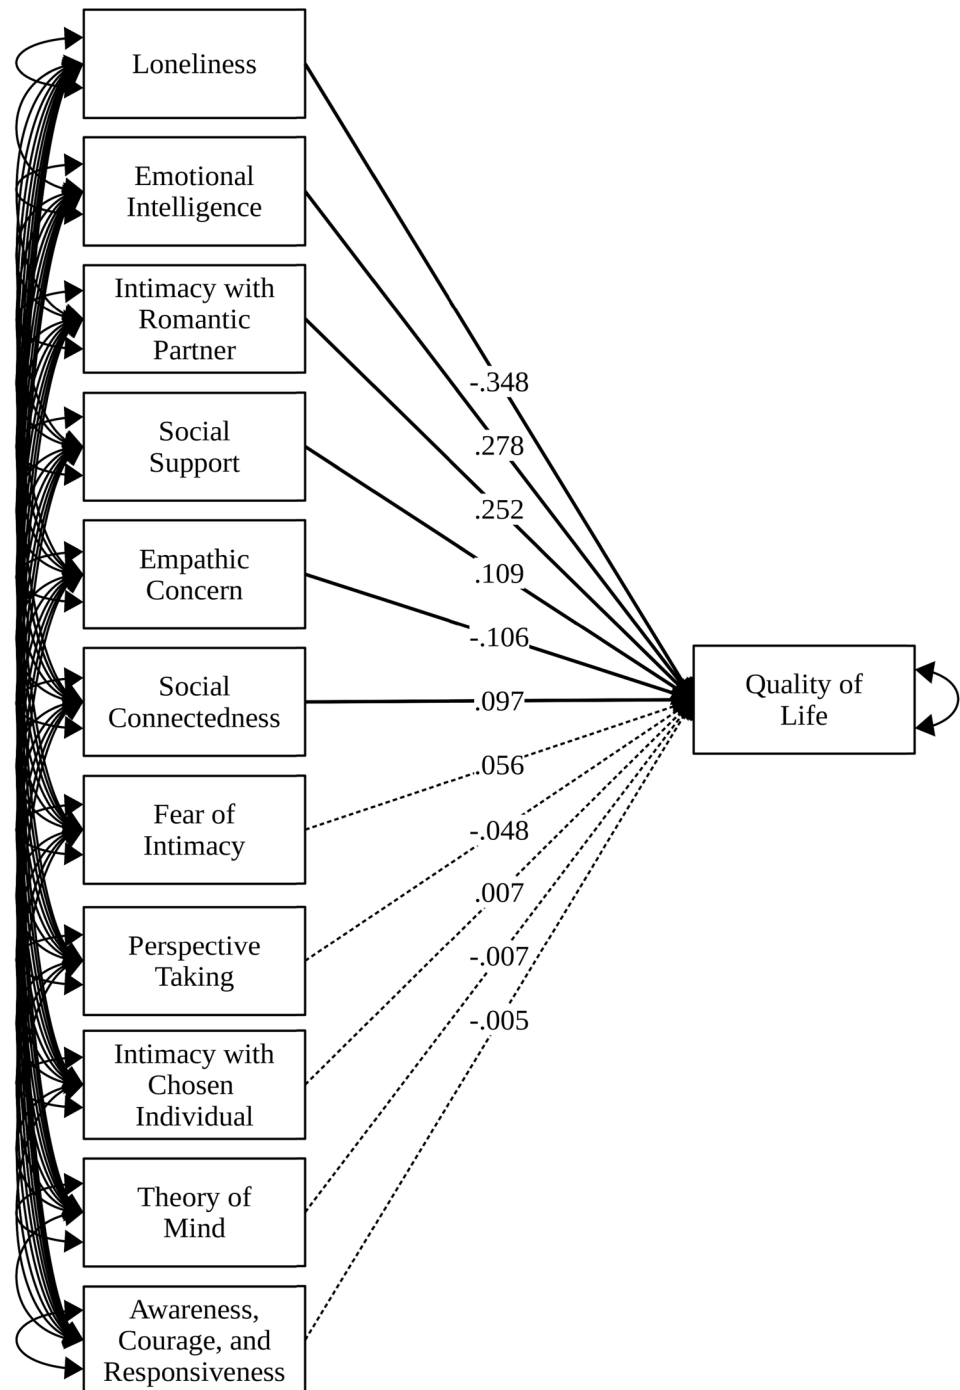 Loneliness
Emotional
Intelligence
Intimacy with
Romantic
Partner
Social
Support
Empathic
Concern
Social
Connectedness
Fear of
Intimacy
Perspective
Taking
Intimacy with
Chosen
Individual
Theory of
Mind
Awareness,
Courage, and
Responsiveness
-.348
.278
.252
.109
-.106
.097
.056
-.048
.007
-.007
-.005
Quality of
Life